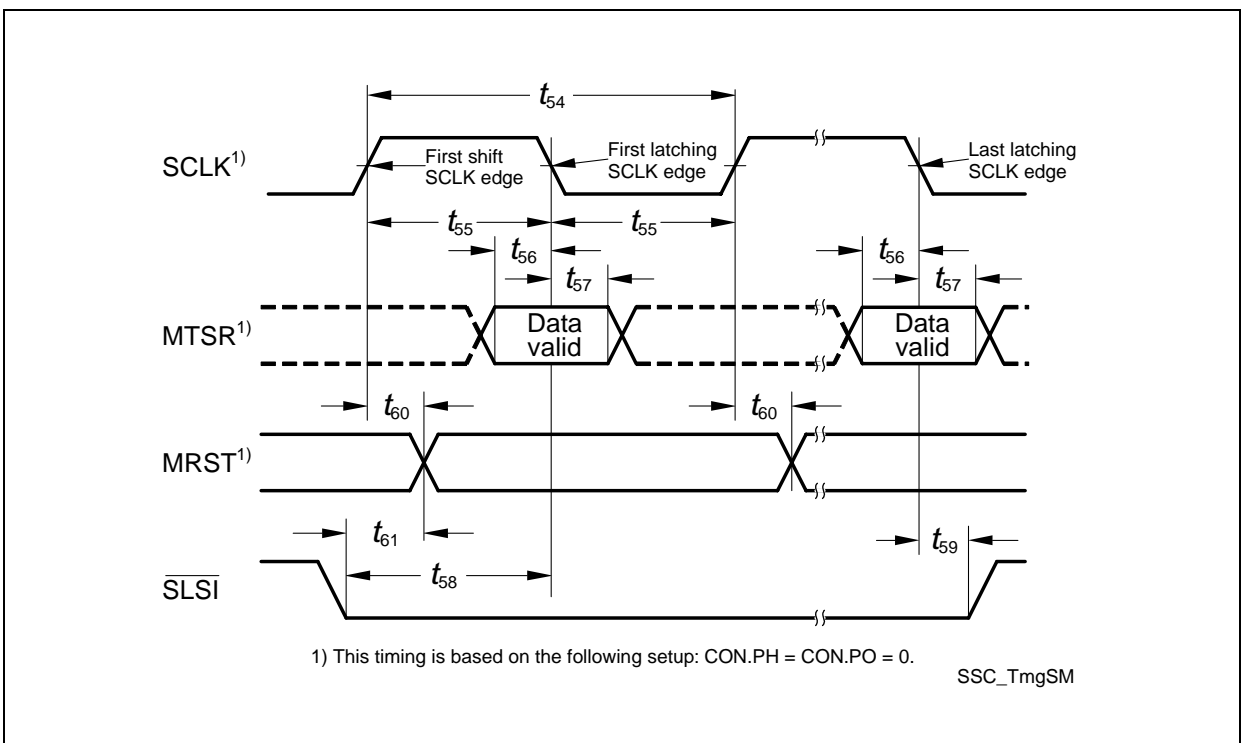 t54
SCLK1)
First shift
SCLK edge
First latching
SCLK edge
Last latching
SCLK edge
t55
t55
t56
t56
t57
t57
MTSR1)
Data
valid
Data
valid
t60
t60
MRST1)
t61
t59
t58
SLSI
1) This timing is based on the following setup: CON.PH = CON.PO = 0.
SSC_TmgSM